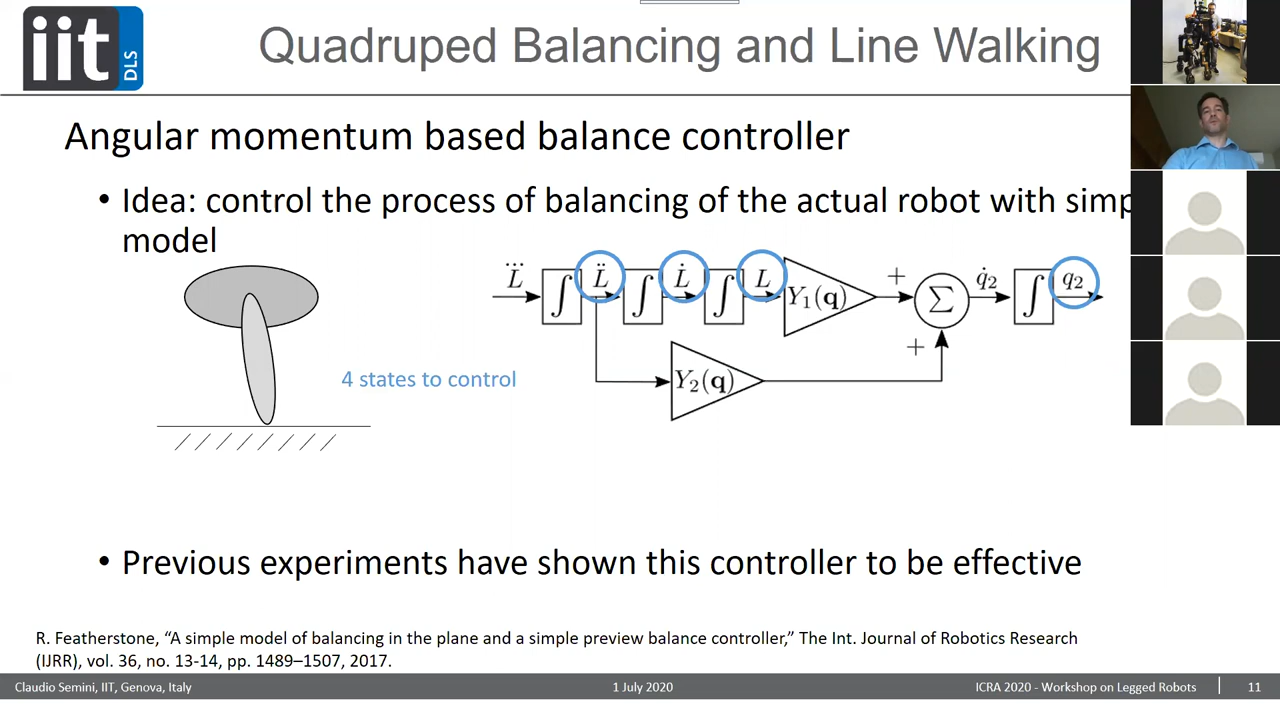 iit
DLS
Quadruped Balancing and Line Walking
Angular momentum based balance controller
• Idea: control the process of balancing of the actual robot with simp
model
L⃛ ∫ L̈ ∫ L̇ ∫ L Y₁(q) + Σ q̇₂ ∫ q₂
+
4 states to control
Y₂(q)
• Previous experiments have shown this controller to be effective
R. Featherstone, “A simple model of balancing in the plane and a simple preview balance controller,” The Int. Journal of Robotics Research
(IJRR), vol. 36, no. 13-14, pp. 1489–1507, 2017.
Claudio Semini, IIT, Genova, Italy
1 July 2020
ICRA 2020 - Workshop on Legged Robots
11